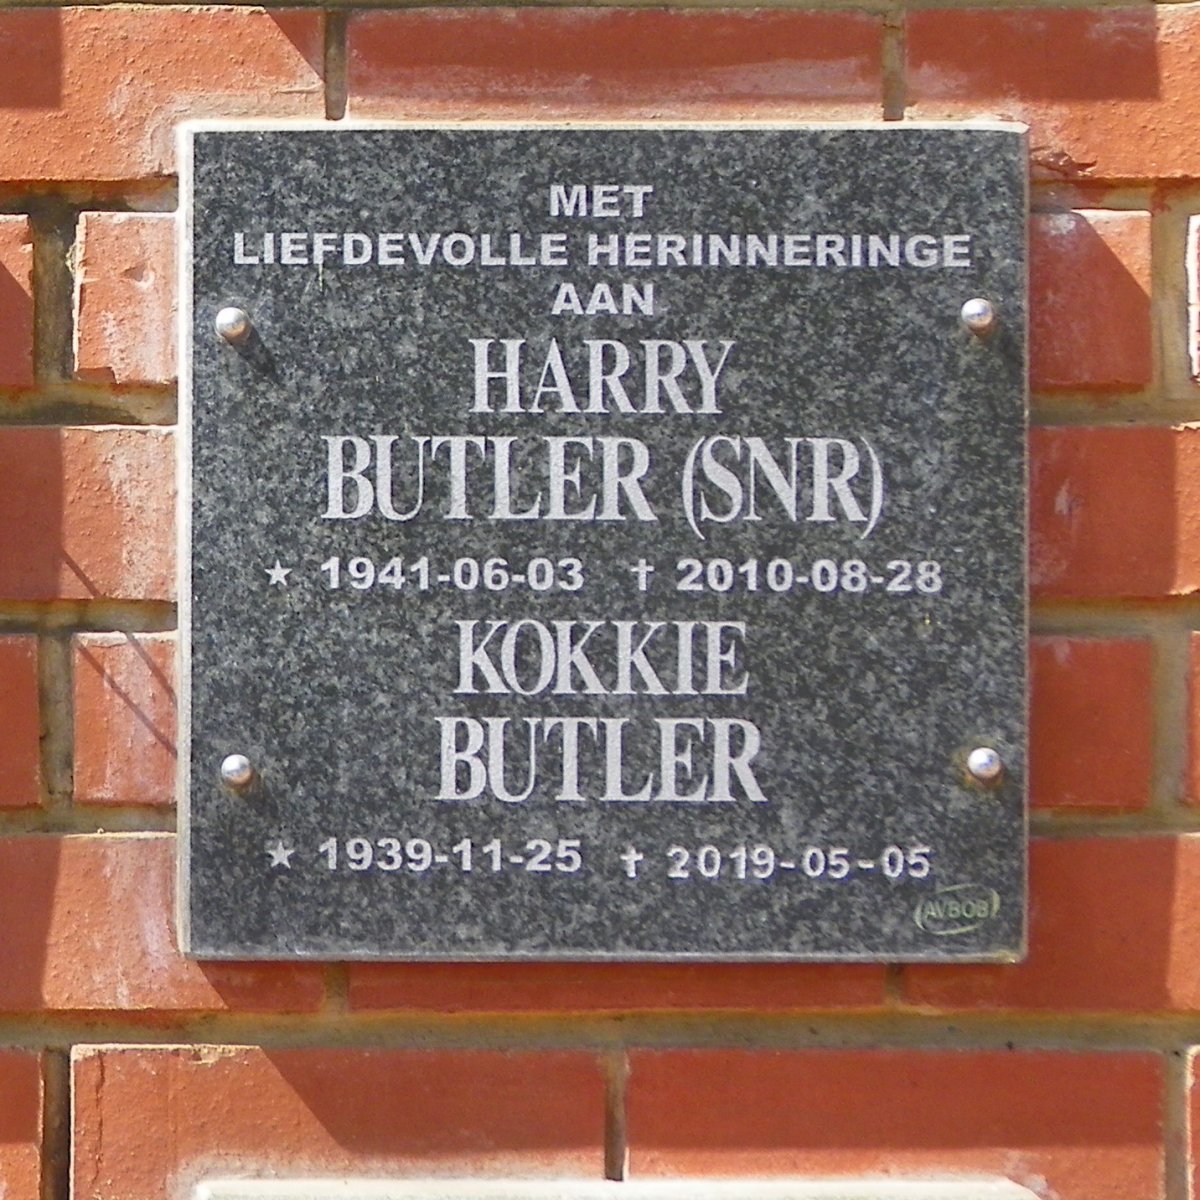 MET
LIEFDEVOLLE HERINNERINGE
AAN
HARRY
BUTLER (SNR)
★ 1941-06-03 † 2010-08-28
KOKKIE
BUTLER
★ 1939-11-25 † 2019-05-05
AVBOB